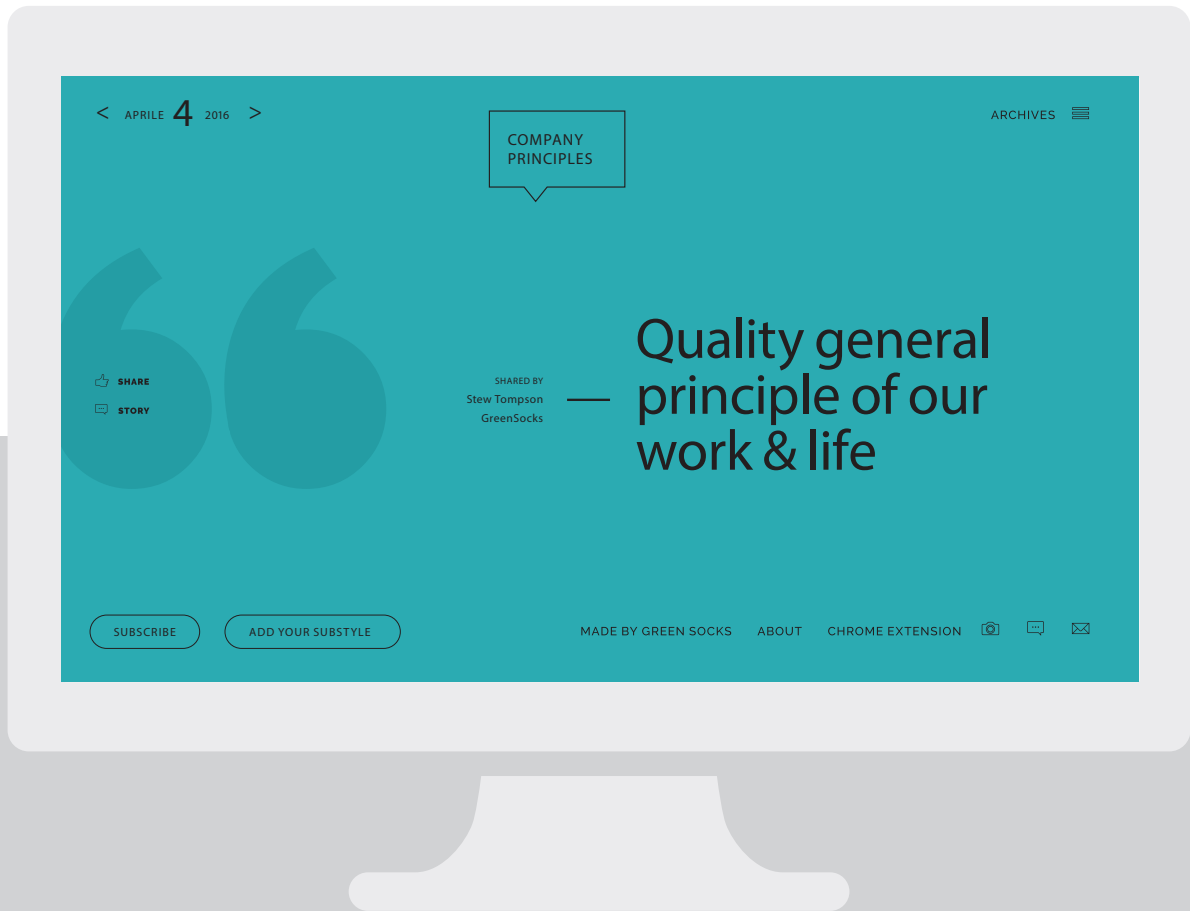 < APRILE 4 2016 >
ARCHIVES
COMPANY
PRINCIPLES
Quality general
principle of our
work & life
SHARED BY
Stew Tompson
GreenSocks
SHARE
STORY
SUBSCRIBE
ADD YOUR SUBSTYLE
MADE BY GREEN SOCKS
ABOUT
CHROME EXTENSION